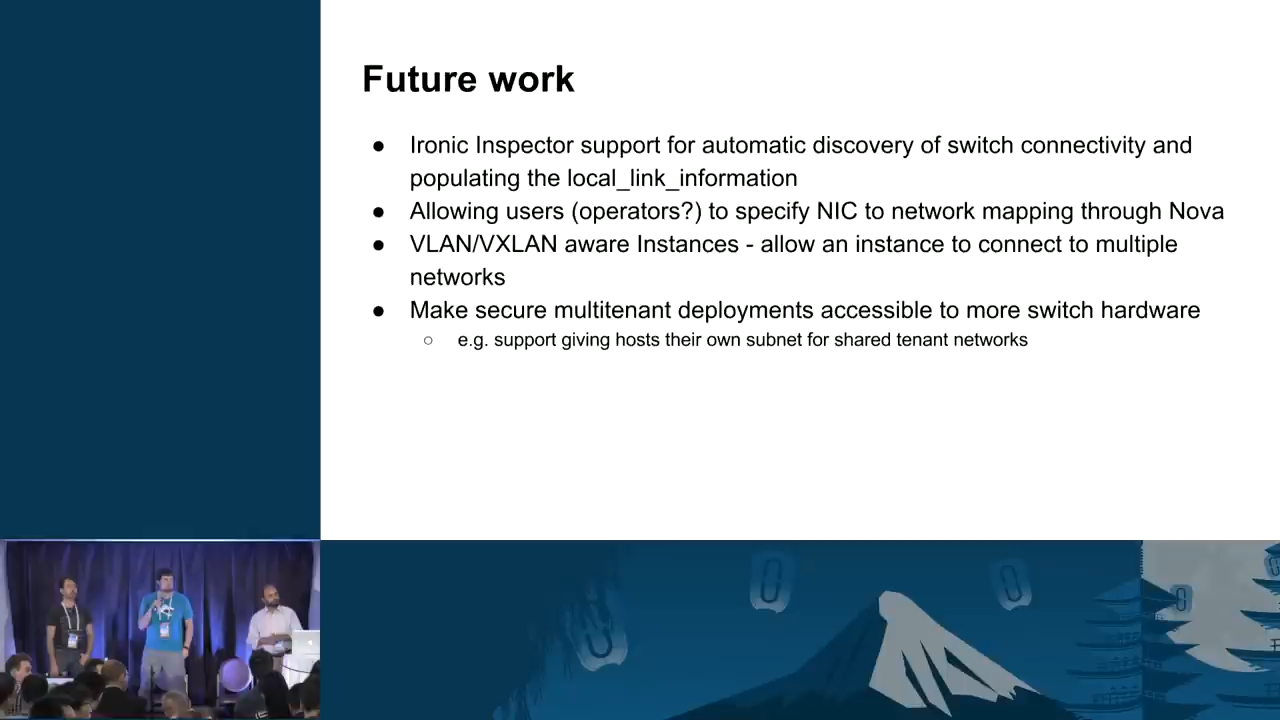 Future work
● Ironic Inspector support for automatic discovery of switch connectivity and
populating the local_link_information
● Allowing users (operators?) to specify NIC to network mapping through Nova
● VLAN/VXLAN aware Instances - allow an instance to connect to multiple
networks
● Make secure multitenant deployments accessible to more switch hardware
○ e.g. support giving hosts their own subnet for shared tenant networks